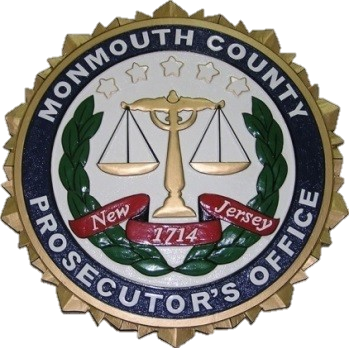 MONMOUTH COUNTY
New
1714
Jersey
PROSECUTOR'S OFFICE